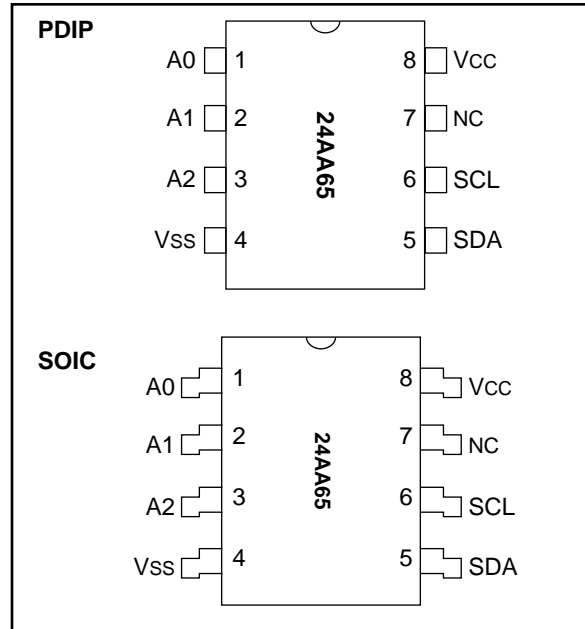 PDIP
A0 1 8 VCC
A1 2 7 NC
24AA65
A2 3 6 SCL
VSS 4 5 SDA
SOIC
A0 1 8 VCC
A1 2 7 NC
24AA65
A2 3 6 SCL
VSS 4 5 SDA